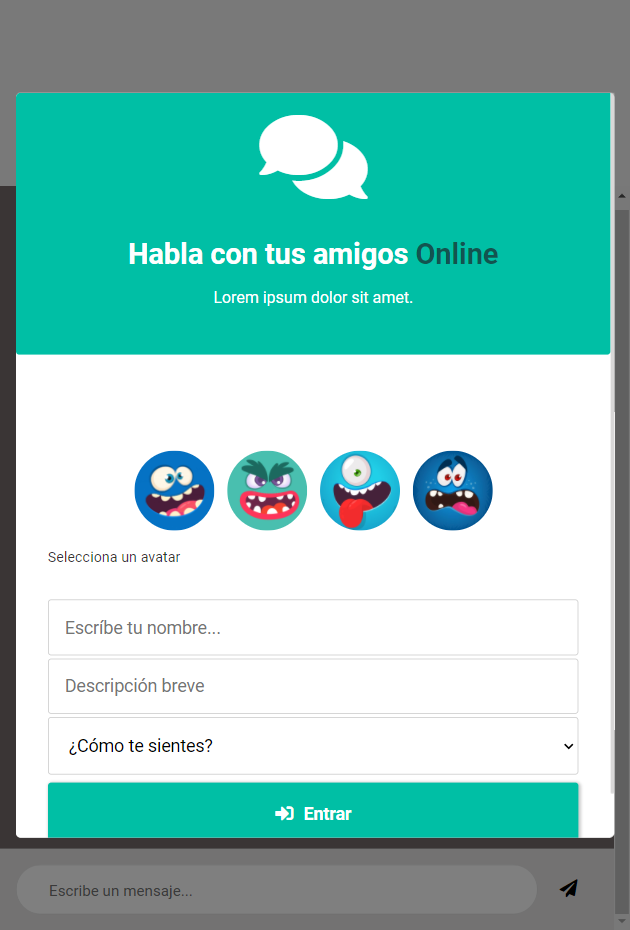 Habla con tus amigos Online
Lorem ipsum dolor sit amet.
Selecciona un avatar
Escríbe tu nombre...
Descripción breve
¿Cómo te sientes?
Entrar
Escribe un mensaje...